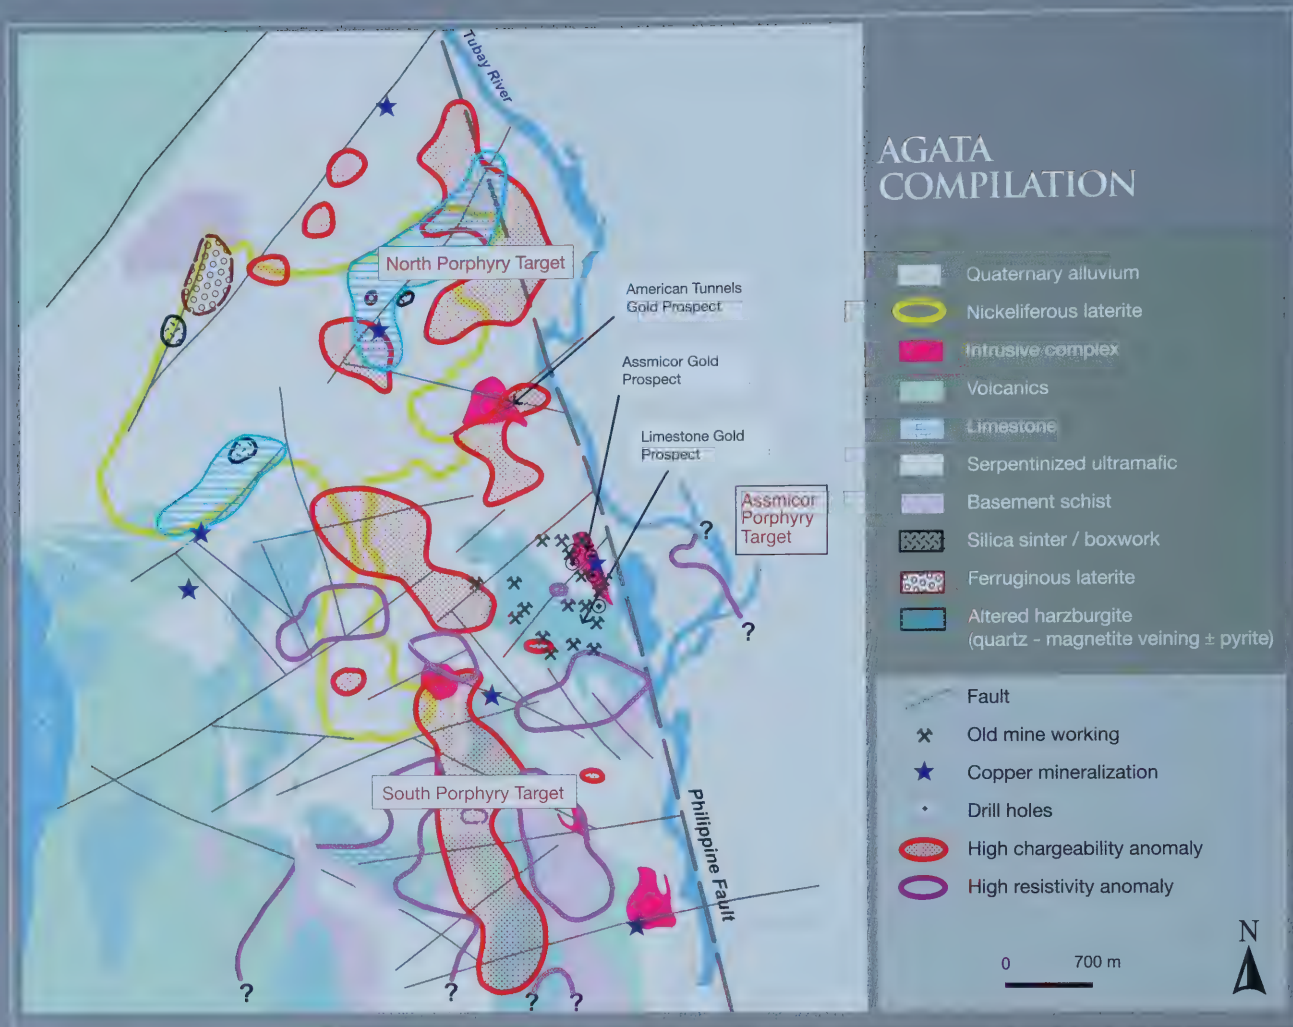 Tubay River
North Porphyry Target
American Tunnels
Gold Prospect
Assmicor Gold
Prospect
Limestone Gold
Prospect
Assmicor
Porphyry
Target
?
?
South Porphyry Target
Philippine Fault
?
?
?
?
AGATA
COMPILATION
Quaternary alluvium
Nickeliferous laterite
Intrusive complex
Volcanics
Limestone
Serpentinized ultramafic
Basement schist
Silica sinter / boxwork
Ferruginous laterite
Altered harzburgite
(quartz - magnetite veining ± pyrite)
Fault
Old mine working
Copper mineralization
Drill holes
High chargeability anomaly
High resistivity anomaly
N
0 700 m